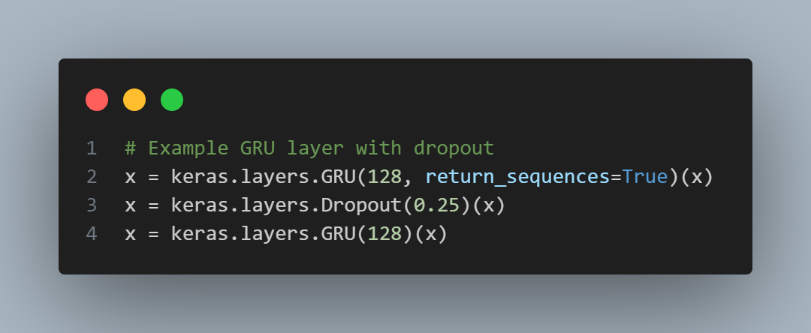 1 # Example GRU layer with dropout
2 x = keras.layers.GRU(128, return_sequences=True)(x)
3 x = keras.layers.Dropout(0.25)(x)
4 x = keras.layers.GRU(128)(x)